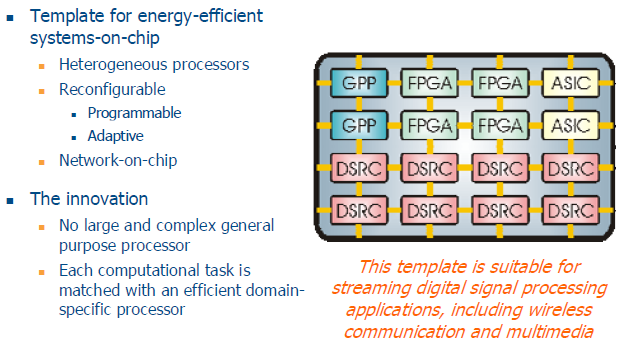 Template for energy-efficient
systems-on-chip
Heterogeneous processors
Reconfigurable
Programmable
Adaptive
Network-on-chip
The innovation
No large and complex general
purpose processor
Each computational task is
matched with an efficient domain-
specific processor
GPP FPGA FPGA ASIC
GPP FPGA FPGA ASIC
DSRC DSRC DSRC DSRC
DSRC DSRC DSRC DSRC
This template is suitable for
streaming digital signal processing
applications, including wireless
communication and multimedia